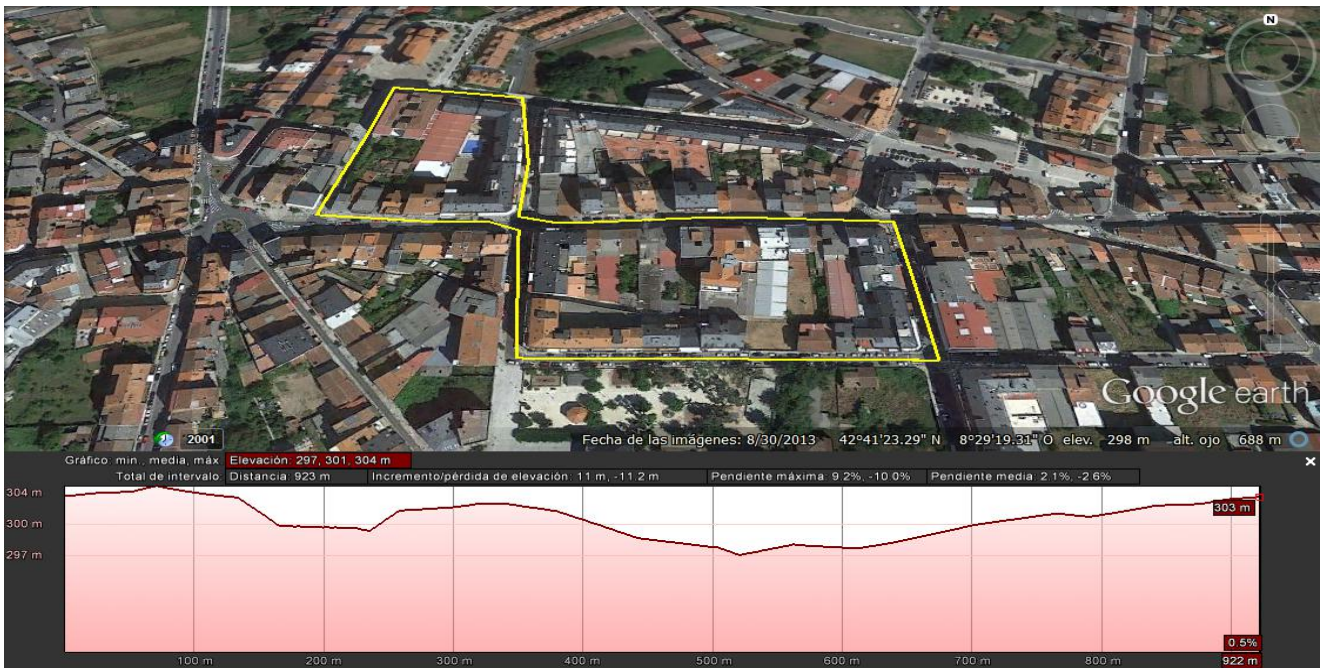 N
Google earth
2001
Fecha de las imágenes: 8/30/2013 42°41'23.29" N 8°29'19.31" O elev. 298 m alt. ojo 688 m
Gráfico: min., media, máx Elevación: 297, 301, 304 m
Total de intervalo: Distancia: 923 m Incremento/pérdida de elevación: 11 m, -11.2 m Pendiente máxima: 9.2%, -10.0% Pendiente media: 2.1%, -2.6%
304 m
303 m
300 m
297 m
0.5%
100 m 200 m 300 m 400 m 500 m 600 m 700 m 800 m 922 m